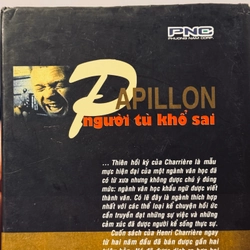 PNC
PHUONG NAM CORP.
PAPILLON
người tù khổ sai
... Thiên hồi ký của Charrière là mẫu
mực hiện đại của một ngành văn học đã
có từ xưa nhưng không được chú ý đúng
mức: ngành văn học khẩu ngữ được viết
thành văn. Có lẽ đây là ngành thích hợp
nhất với các thể loại kể chuyện hồi ức
cần truyền đạt những sự việc và những
cảm xúc đã được người kể sống thực sự.
Cuốn sách của Henri Charrière ngay
từ hai năm đầu đã bán được gần hai